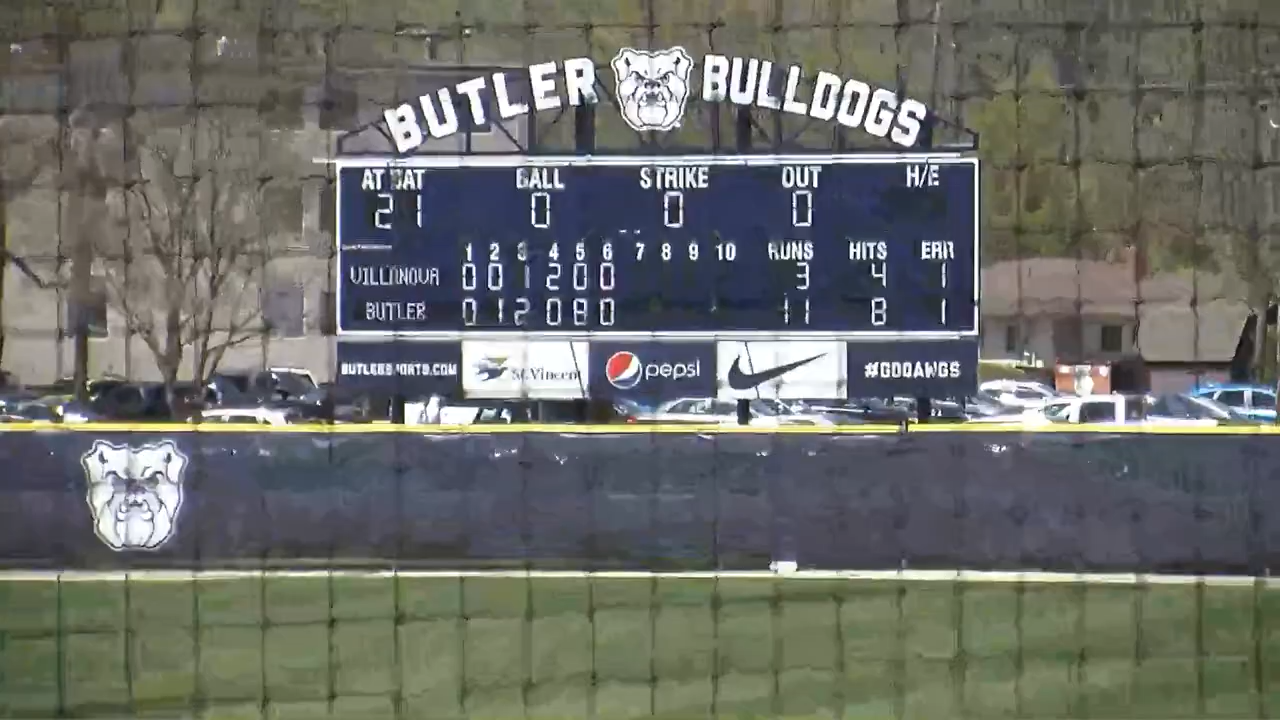 BUTLER BULLDOGS
AT BAT BALL STRIKE OUT H/E
21 0 0 0
1 2 3 4 5 6 7 8 9 10 RUNS HITS ERR
VILLANOVA 0 0 1 2 0 0 3 4 1
BUTLER 0 1 2 0 8 0 11 8 1
BUTLERSPORTS.COM St.Vincent pepsi #GODAWGS